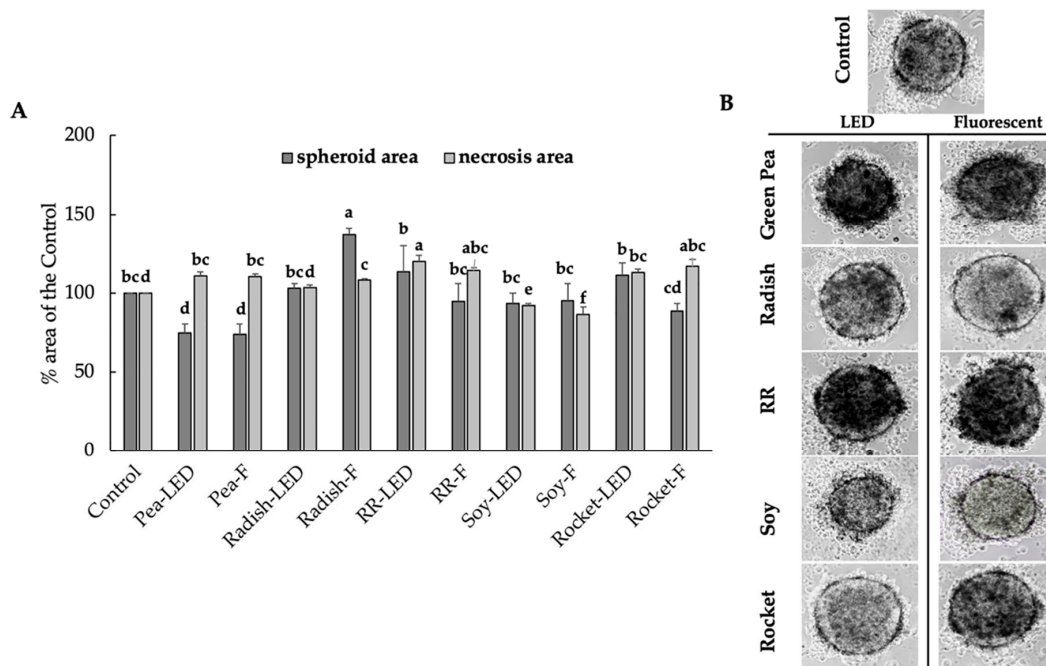 A
% area of the Control
200
150
100
50
0
spheroid area necrosis area
bc d
d bc
d bc
bc d
a c
b a
bc abc
bc e
bc f
b bc
cd abc
Control
Pea-LED
Pea-F
Radish-LED
Radish-F
RR-LED
RR-F
Soy-LED
Soy-F
Rocket-LED
Rocket-F
B
Control
LED Fluorescent
Green Pea
Radish
RR
Soy
Rocket